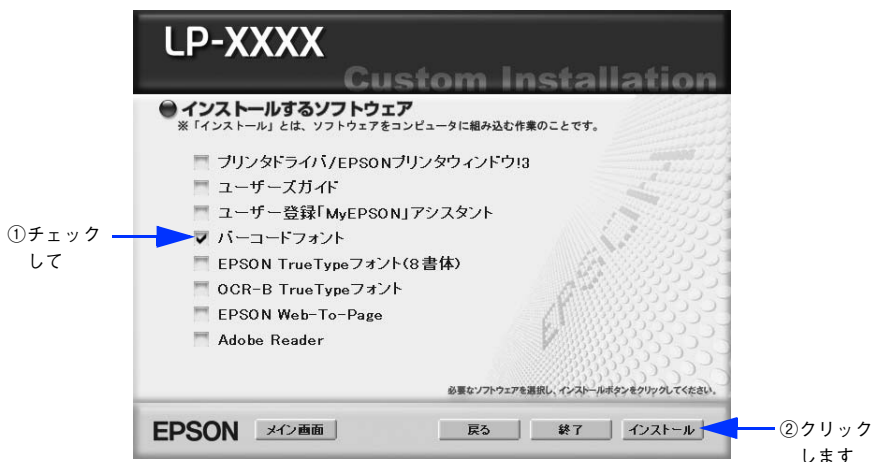 LP-XXXX
Custom Installation
インストールするソフトウェア
※「インストール」とは、ソフトウェアをコンピュータに組み込む作業のことです。
プリンタドライバ/EPSONプリンタウィンドウ!3
ユーザーズガイド
ユーザー登録「MyEPSON」アシスタント
①チェック
して
バーコードフォント
EPSON TrueTypeフォント(8書体)
OCR-B TrueTypeフォント
EPSON Web-To-Page
Adobe Reader
EPSON
必要なソフトウェアを選択し、インストールボタンをクリックしてください。
EPSON メイン画面 戻る 終了 インストール
②クリック
します